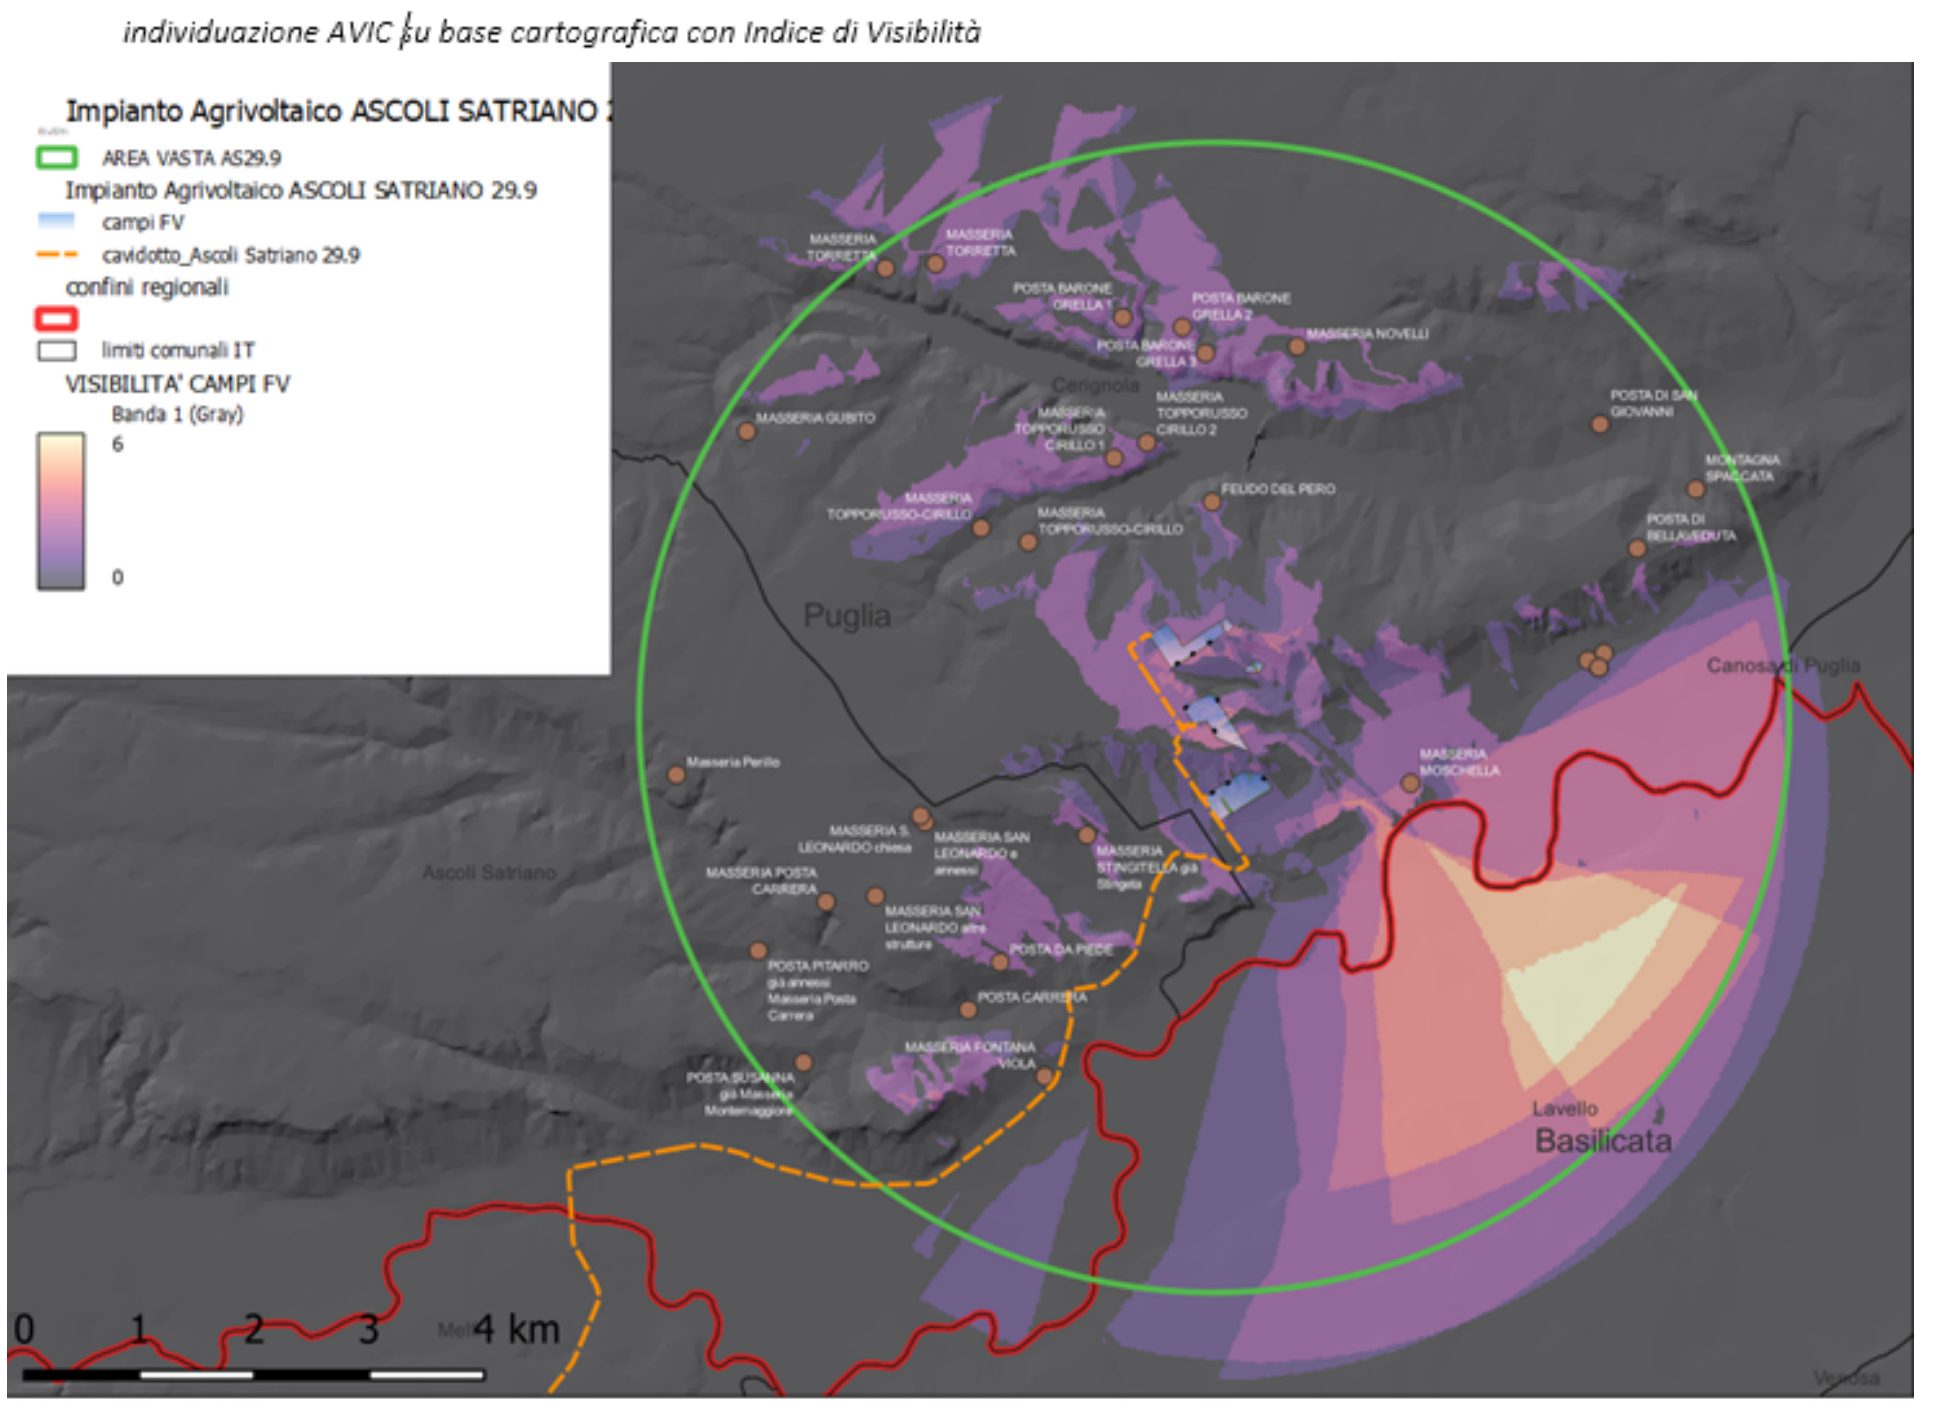 individuazione AVIC su base cartografica con Indice di Visibilità
Impianto Agrivoltaico ASCOLI SATRIANO
AREA VASTA AS29.9
Impianto Agrivoltaico ASCOLI SATRIANO 29.9
campi FV
cavidotto_Ascoli Satriano 29.9
confini regionali
limiti comunali IT
VISIBILITA' CAMPI FV
Banda 1 (Gray)
6
0
MASSERIA
TORRETTA
MASSERIA
TORRETTA
POSTA BARONE
GRELLA 1
POSTA BARONE
GRELLA 2
POSTA BARONE
GRELLA 3
MASSERIA NOVELLI
Cerignola
MASSERIA GUBITO
MASSERIA
TOPPORUSSO
CIRILLO 1
MASSERIA
TOPPORUSSO
CIRILLO 2
POSTA DI SAN
GIOVANNI
MONTAGNA
SPACCATA
MASSERIA
TOPPORUSSO-CIRILLO
MASSERIA
TOPPORUSSO-CIRILLO
FEUDO DEL PERO
POSTA DI
BELLAVEDUTA
Puglia
Canosa di Puglia
Masseria Perillo
MASSERIA
MOSCHELLA
MASSERIA S.
LEONARDO chiesa
MASSERIA SAN
LEONARDO e
annessi
MASSERIA
STINGITELLA già
Stingeta
Ascoli Satriano
MASSERIA POSTA
CARRERA
MASSERIA SAN
LEONARDO altre
strutture
POSTA DA PIEDE
POSTA PITARRO
già annessi
Masseria Posta
Carrera
POSTA CARRERA
MASSERIA FONTANA
VIOLA
POSTA SUSANNA
già Masseria
Montemaggiore
Lavello
Basilicata
0 1 2 3 4 km
Venosa